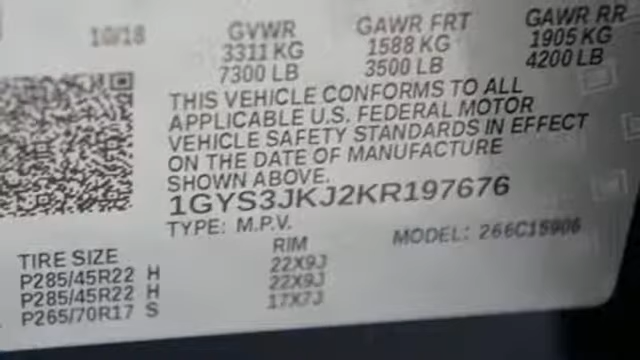 10/18 GVWR GAWR FRT GAWR RR
3311 KG 1588 KG 1905 KG
7300 LB 3500 LB 4200 LB
THIS VEHICLE CONFORMS TO ALL
APPLICABLE U.S. FEDERAL MOTOR
VEHICLE SAFETY STANDARDS IN EFFECT
ON THE DATE OF MANUFACTURE
SHOWN ABOVE.
1GYS3JKJ2KR197676
TYPE: M.P.V. MODEL: 266C15906
TIRE SIZE RIM
P285/45R22 H 22X9J
P285/45R22 H 22X9J
P265/70R17 S 17X7J